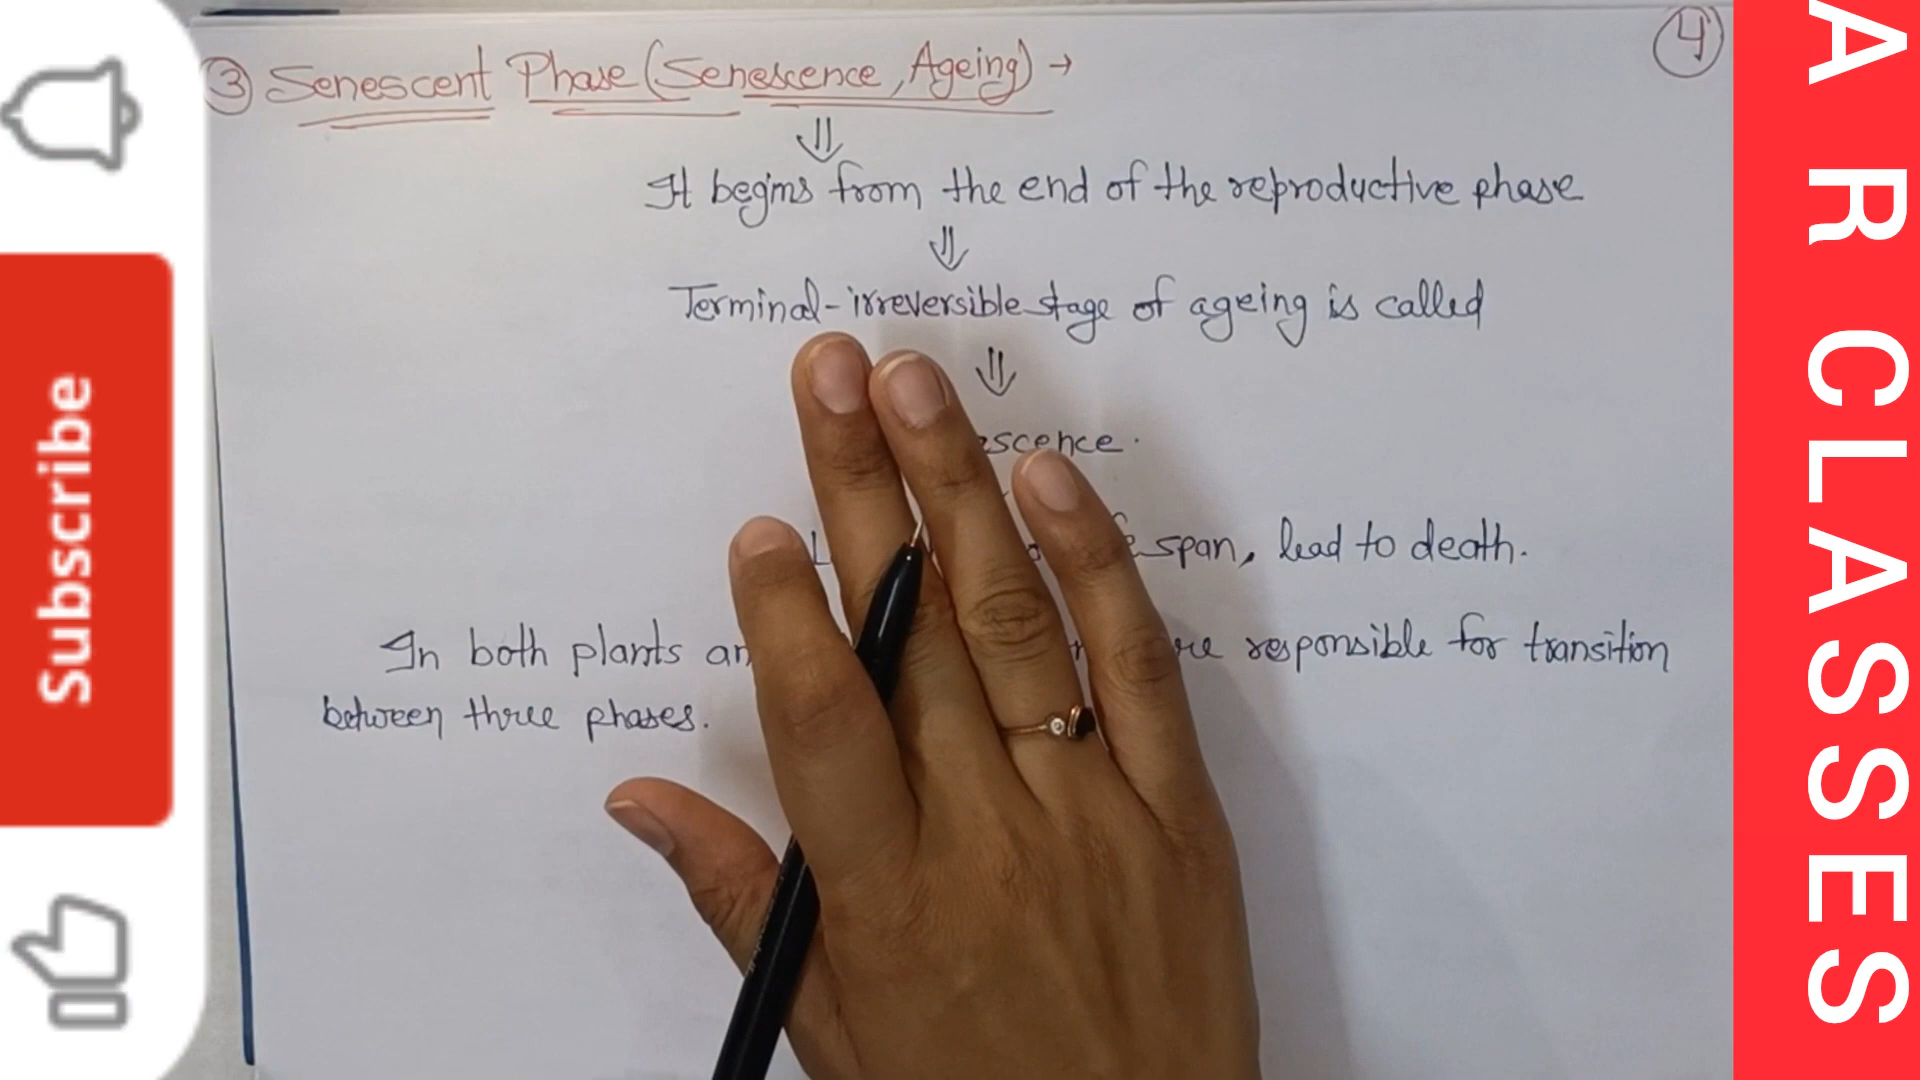 ③ Senescent Phase (Senescence, Ageing) →
④
⇓
It begins from the end of the reproductive phase
⇓
Terminal-irreversible stage of ageing is called
⇓
escence.
span, lead to death.
In both plants responsible for transition
between three phases.
Subscribe
A R CLASSES